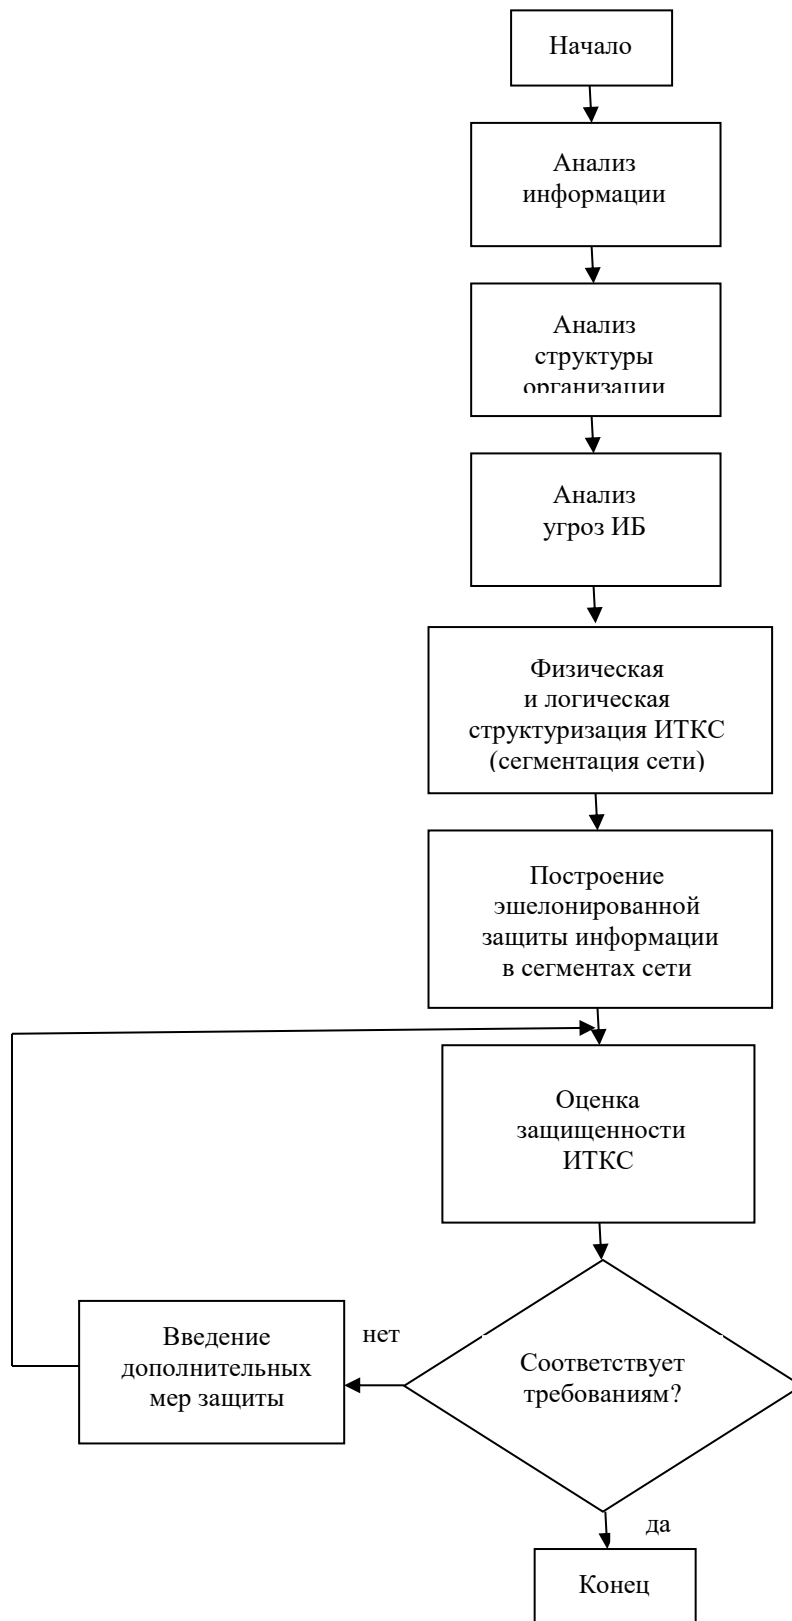 Начало
Анализ
информации
Анализ
структуры
организации
Анализ
угроз ИБ
Физическая
и логическая
структуризация ИТКС
(сегментация сети)
Построение
эшелонированной
защиты информации
в сегментах сети
Оценка
защищенности
ИТКС
Введение
дополнительных
мер защиты
нет
Соответствует
требованиям?
да
Конец